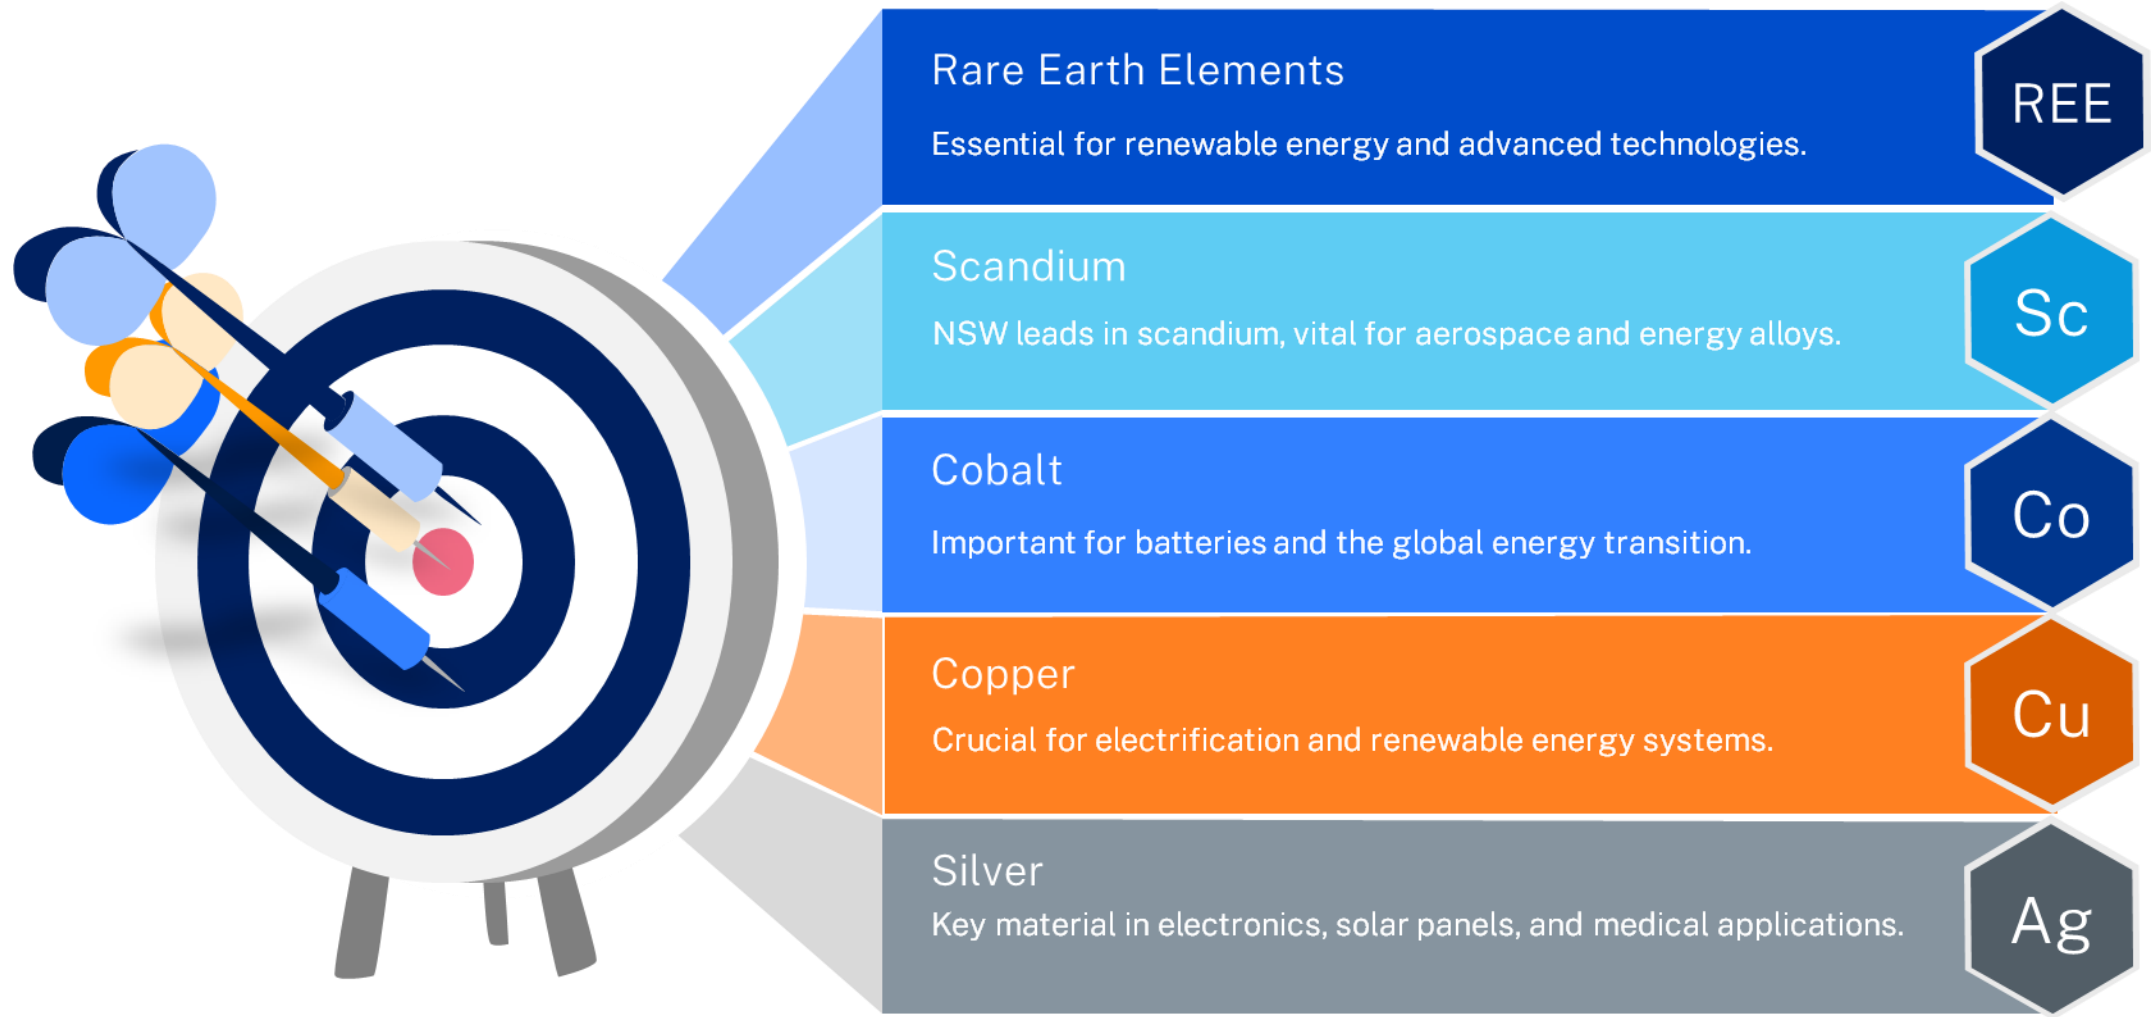 Rare Earth Elements
Essential for renewable energy and advanced technologies.
REE
Scandium
NSW leads in scandium, vital for aerospace and energy alloys.
Sc
Cobalt
Important for batteries and the global energy transition.
Co
Copper
Crucial for electrification and renewable energy systems.
Cu
Silver
Key material in electronics, solar panels, and medical applications.
Ag